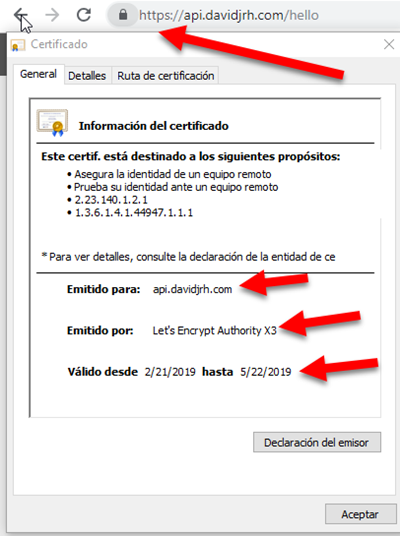 https://api.davidjrh.com/hello
Certificado
General Detalles Ruta de certificación
Información del certificado
Este certif. está destinado a los siguientes propósitos:
• Asegura la identidad de un equipo remoto
• Prueba su identidad ante un equipo remoto
• 2.23.140.1.2.1
• 1.3.6.1.4.1.44947.1.1.1
* Para ver detalles, consulte la declaración de la entidad de ce
Emitido para: api.davidjrh.com
Emitido por: Let's Encrypt Authority X3
Válido desde 2/21/2019 hasta 5/22/2019
Declaración del emisor
Aceptar